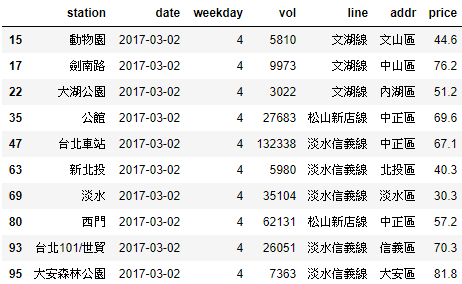 station date weekday vol line addr price
15 動物園 2017-03-02 4 5810 文湖線 文山區 44.6
17 劍南路 2017-03-02 4 9973 文湖線 中山區 76.2
22 大湖公園 2017-03-02 4 3022 文湖線 內湖區 51.2
35 公館 2017-03-02 4 27683 松山新店線 中正區 69.6
47 台北車站 2017-03-02 4 132338 淡水信義線 中正區 67.1
63 新北投 2017-03-02 4 5980 淡水信義線 北投區 40.3
69 淡水 2017-03-02 4 35104 淡水信義線 淡水區 30.3
80 西門 2017-03-02 4 62131 松山新店線 中正區 57.2
93 台北101/世貿 2017-03-02 4 26051 淡水信義線 信義區 70.3
95 大安森林公園 2017-03-02 4 7363 淡水信義線 大安區 81.8